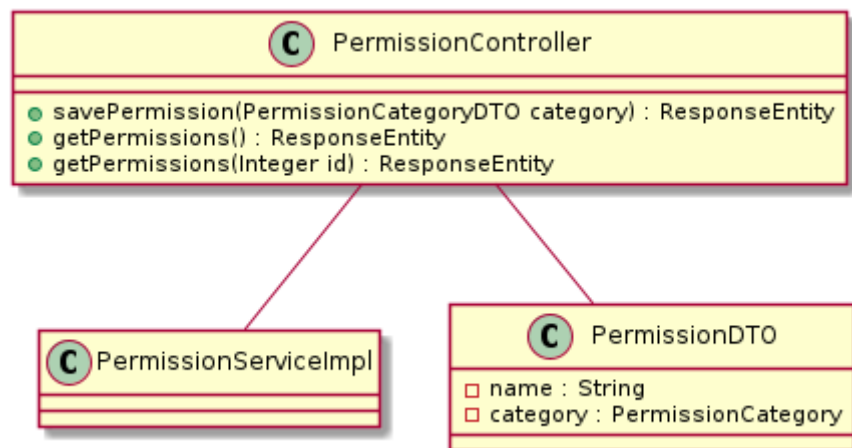 C PermissionController
savePermission(PermissionCategoryDTO category) : ResponseEntity
getPermissions() : ResponseEntity
getPermissions(Integer id) : ResponseEntity
C PermissionServiceImpl
C PermissionDTO
name : String
category : PermissionCategory